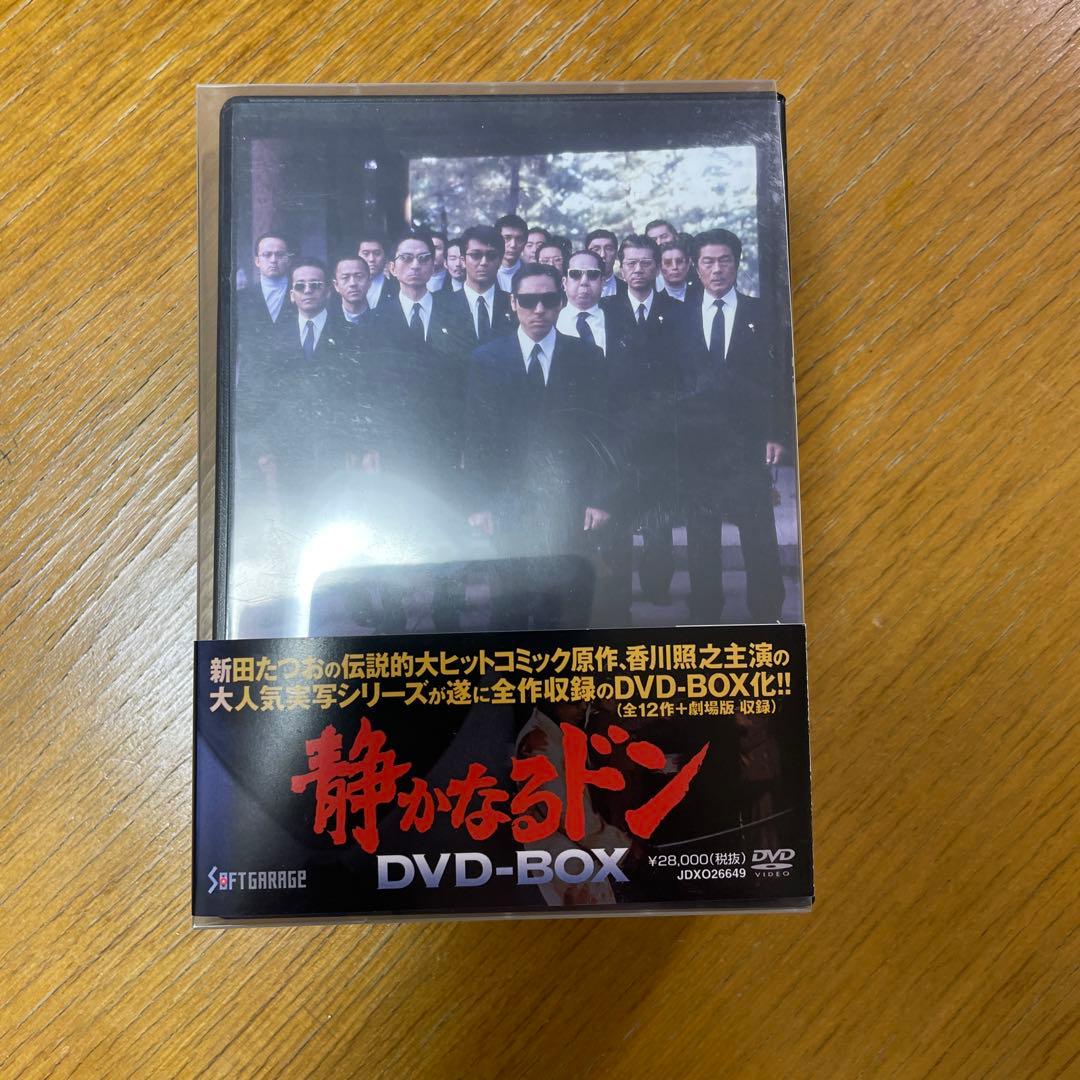 新田たつおの伝説的大ヒットコミック原作、香川照之主演の
大人気実写シリーズが遂に全作収録のDVD-BOX化!!
(全12作+劇場版 収録)
静かなるドン
DVD-BOX
¥28,000(税抜)
JDXO26649
DVD
VIDEO
SOFTGARAGE